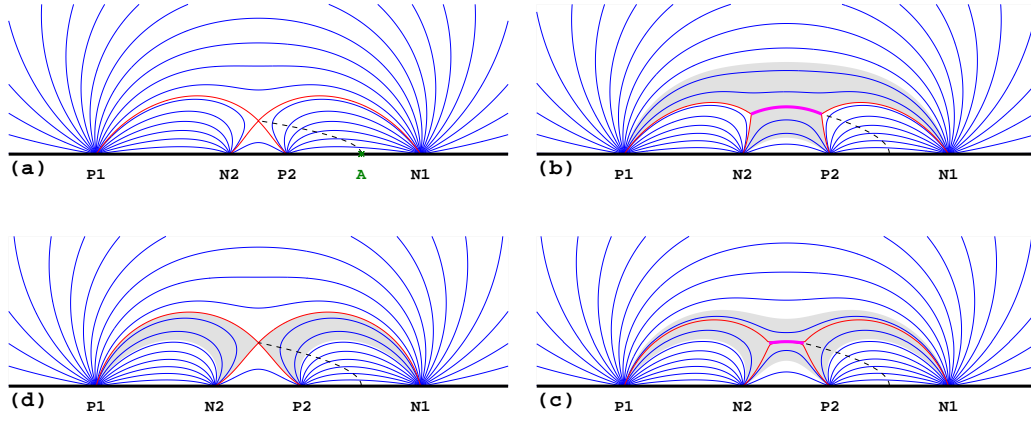 (a) P1 N2 P2 A N1
(b) P1 N2 P2 N1
(d) P1 N2 P2 N1
(c) P1 N2 P2 N1